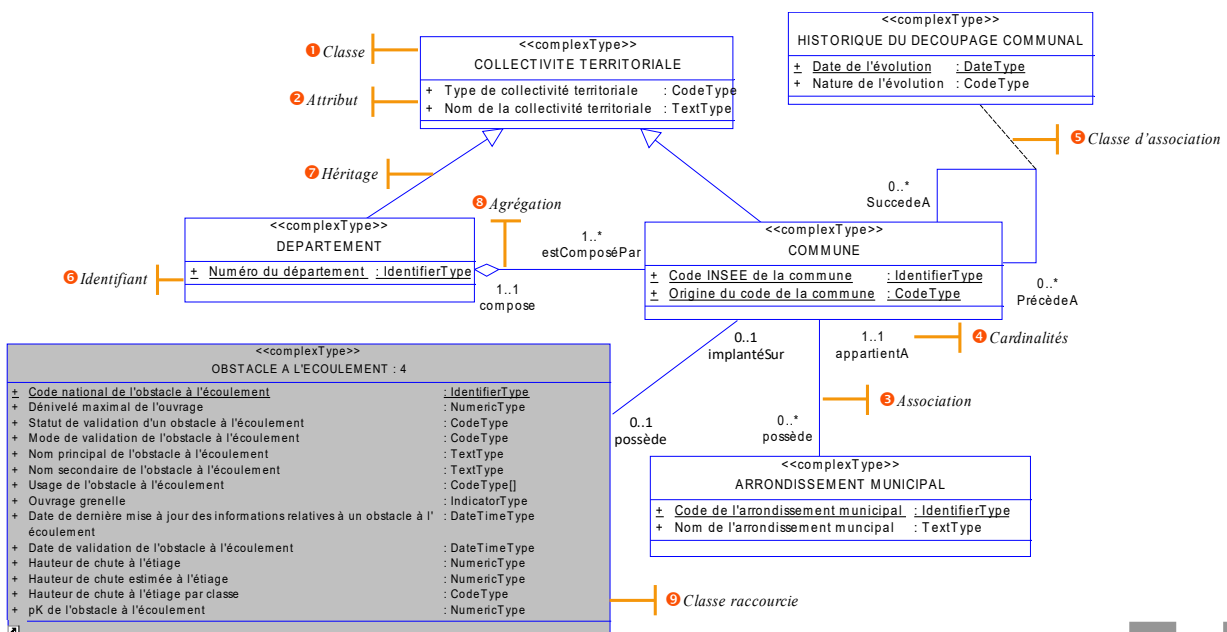 ❶ Classe
<<complexType>>
COLLECTIVITE TERRITORIALE
+ Type de collectivité territoriale : CodeType
+ Nom de la collectivité territoriale : TextType
❷ Attribut
<<complexType>>
HISTORIQUE DU DECOUPAGE COMMUNAL
+ Date de l'évolution : DateType
+ Nature de l'évolution : CodeType
❺ Classe d'association
❼ Héritage
❽ Agrégation
0..*
SuccedeA
<<complexType>>
DEPARTEMENT
+ Numéro du département : IdentifierType
❻ Identifiant
1..*
estComposéPar
1..1
compose
<<complexType>>
COMMUNE
+ Code INSEE de la commune : IdentifierType
+ Origine du code de la commune : CodeType
0..*
PrécèdeA
0..1
implantéSur
1..1
appartientA
❹ Cardinalités
<<complexType>>
OBSTACLE A L'ECOULEMENT : 4
+ Code national de l'obstacle à l'écoulement : IdentifierType
+ Dénivelé maximal de l'ouvrage : NumericType
+ Statut de validation d'un obstacle à l'écoulement : CodeType
+ Mode de validation de l'obstacle à l'écoulement : CodeType
+ Nom principal de l'obstacle à l'écoulement : TextType
+ Nom secondaire de l'obstacle à l'écoulement : TextType
+ Usage de l'obstacle à l'écoulement : CodeType[]
+ Ouvrage grenelle : IndicatorType
+ Date de dernière mise à jour des informations relatives à un obstacle à l' : DateTimeType
écoulement
+ Date de validation de l'obstacle à l'écoulement : DateTimeType
+ Hauteur de chute à l'étiage : NumericType
+ Hauteur de chute estimée à l'étiage : NumericType
+ Hauteur de chute à l'étiage par classe : CodeType
+ pK de l'obstacle à l'écoulement : NumericType
0..1
possède
❸ Association
0..*
possède
<<complexType>>
ARRONDISSEMENT MUNICIPAL
+ Code de l'arrondissement municipal : IdentifierType
+ Nom de l'arrondissement muncipal : TextType
❾ Classe raccourcie